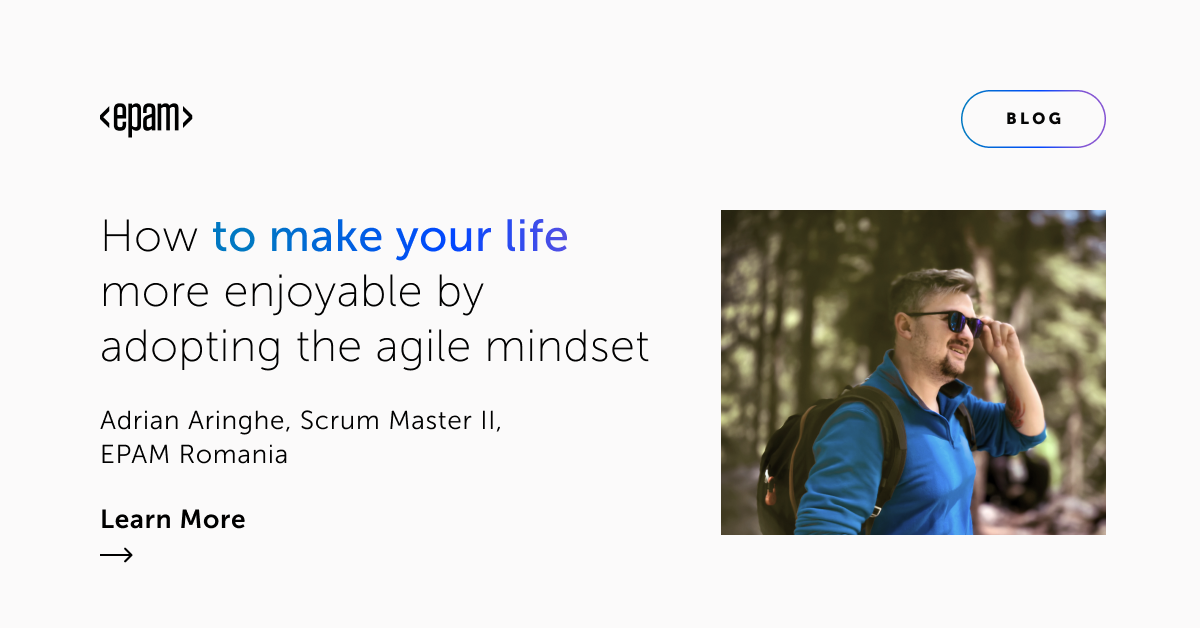 <epam>
BLOG
How to make your life
more enjoyable by
adopting the agile mindset
Adrian Aringhe, Scrum Master II,
EPAM Romania
Learn More